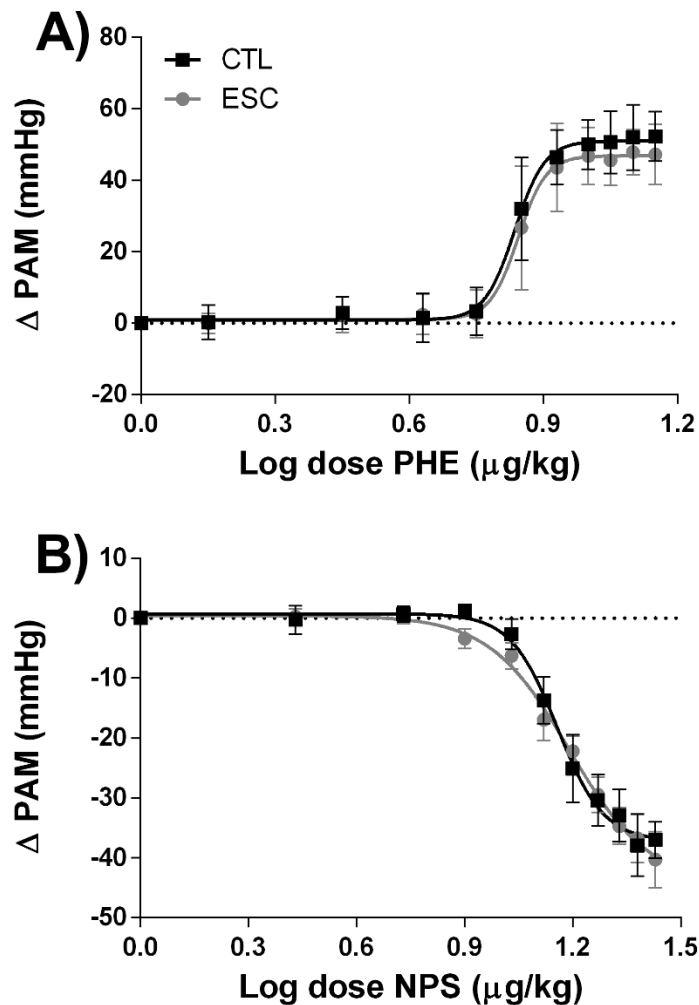 A)
80
60
40
20
0
-20
CTL
ESC
Δ PAM (mmHg)
0.0 0.3 0.6 0.9 1.2
Log dose PHE (μg/kg)
B)
10
0
-10
-20
-30
-40
-50
Δ PAM (mmHg)
0.0 0.3 0.6 0.9 1.2 1.5
Log dose NPS (μg/kg)